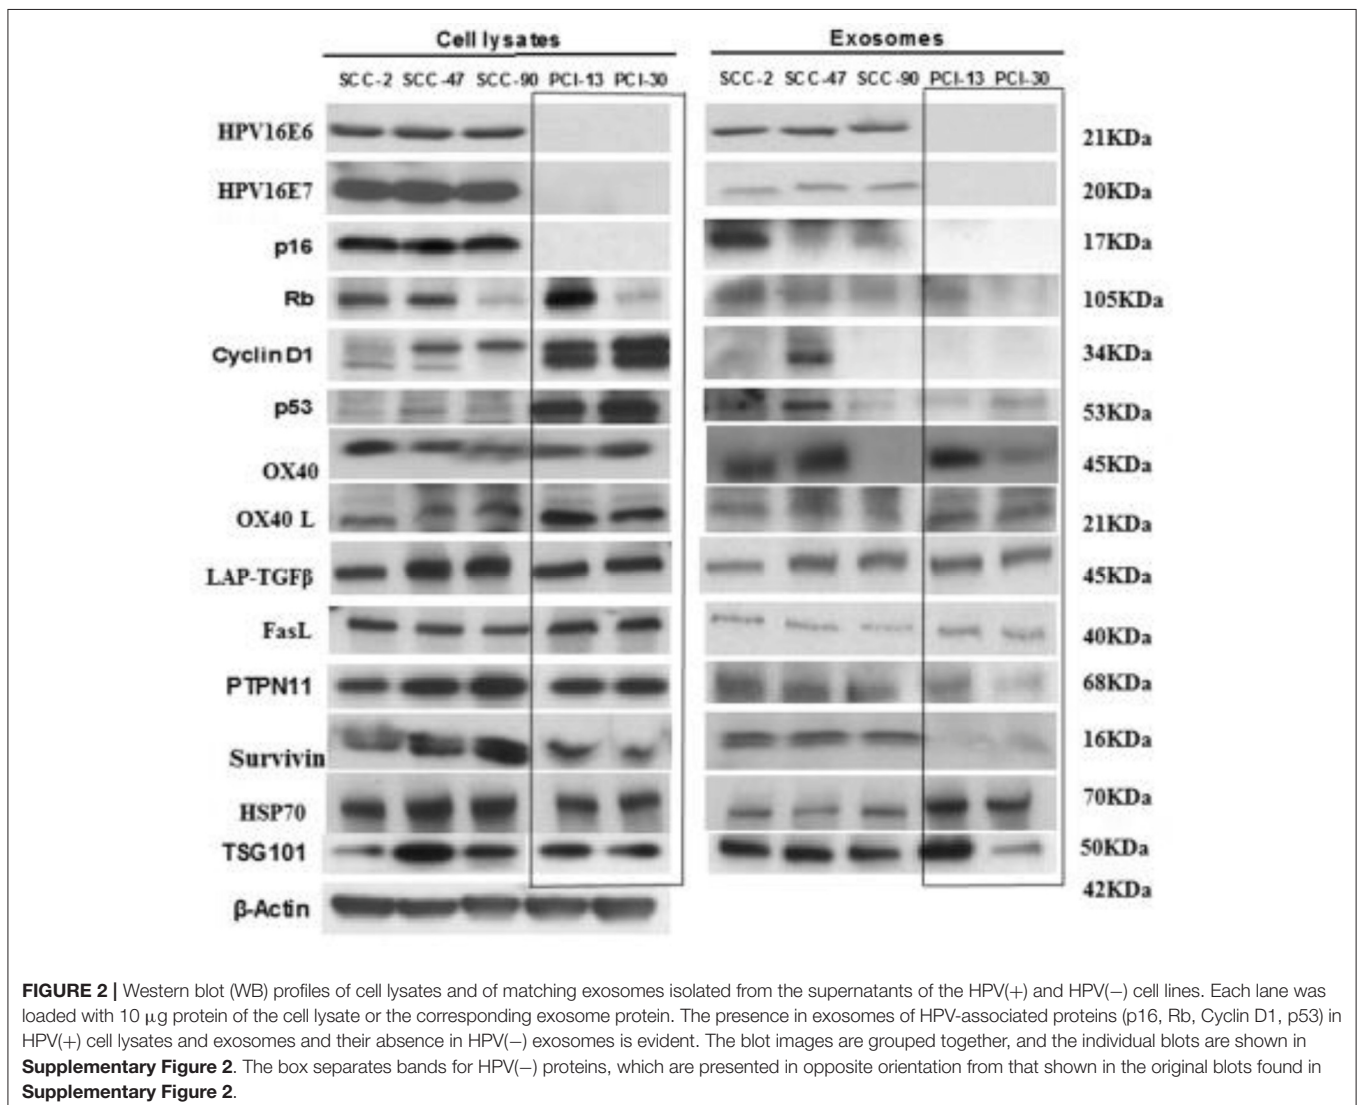 Cell lysates Exosomes
SCC-2 SCC-47 SCC-90 PCI-13 PCI-30 SCC-2 SCC-47 SCC-90 PCI-13 PCI-30
HPV16E6 21KDa
HPV16E7 20KDa
p16 17KDa
Rb 105KDa
Cyclin D1 34KDa
p53 53KDa
OX40 45KDa
OX40 L 21KDa
LAP-TGFβ 45KDa
FasL 40KDa
PTPN11 68KDa
Survivin 16KDa
HSP70 70KDa
TSG101 50KDa
β-Actin 42KDa
FIGURE 2 | Western blot (WB) profiles of cell lysates and of matching exosomes isolated from the supernatants of the HPV(+) and HPV(−) cell lines. Each lane was
loaded with 10 μg protein of the cell lysate or the corresponding exosome protein. The presence in exosomes of HPV-associated proteins (p16, Rb, Cyclin D1, p53) in
HPV(+) cell lysates and exosomes and their absence in HPV(−) exosomes is evident. The blot images are grouped together, and the individual blots are shown in
Supplementary Figure 2. The box separates bands for HPV(−) proteins, which are presented in opposite orientation from that shown in the original blots found in
Supplementary Figure 2.